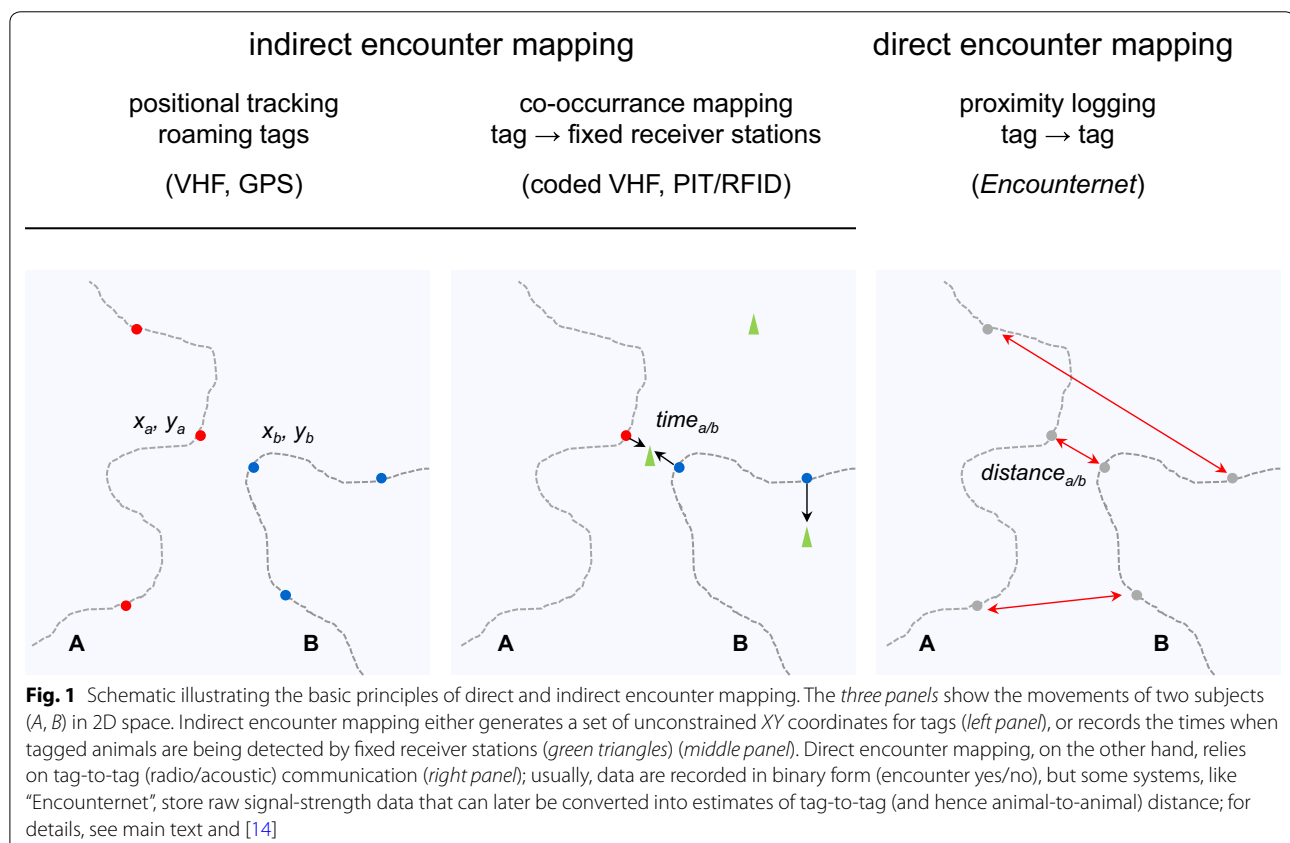 indirect encounter mapping
direct encounter mapping
positional tracking
roaming tags
(VHF, GPS)
co-occurrance mapping
tag → fixed receiver stations
(coded VHF, PIT/RFID)
proximity logging
tag → tag
(Encounternet)
xa, ya
xb, yb
A
B
timea/b
A
B
distancea/b
A
B
Fig. 1 Schematic illustrating the basic principles of direct and indirect encounter mapping. The three panels show the movements of two subjects
(A, B) in 2D space. Indirect encounter mapping either generates a set of unconstrained XY coordinates for tags (left panel), or records the times when
tagged animals are being detected by fixed receiver stations (green triangles) (middle panel). Direct encounter mapping, on the other hand, relies
on tag-to-tag (radio/acoustic) communication (right panel); usually, data are recorded in binary form (encounter yes/no), but some systems, like
“Encounternet”, store raw signal-strength data that can later be converted into estimates of tag-to-tag (and hence animal-to-animal) distance; for
details, see main text and [14]